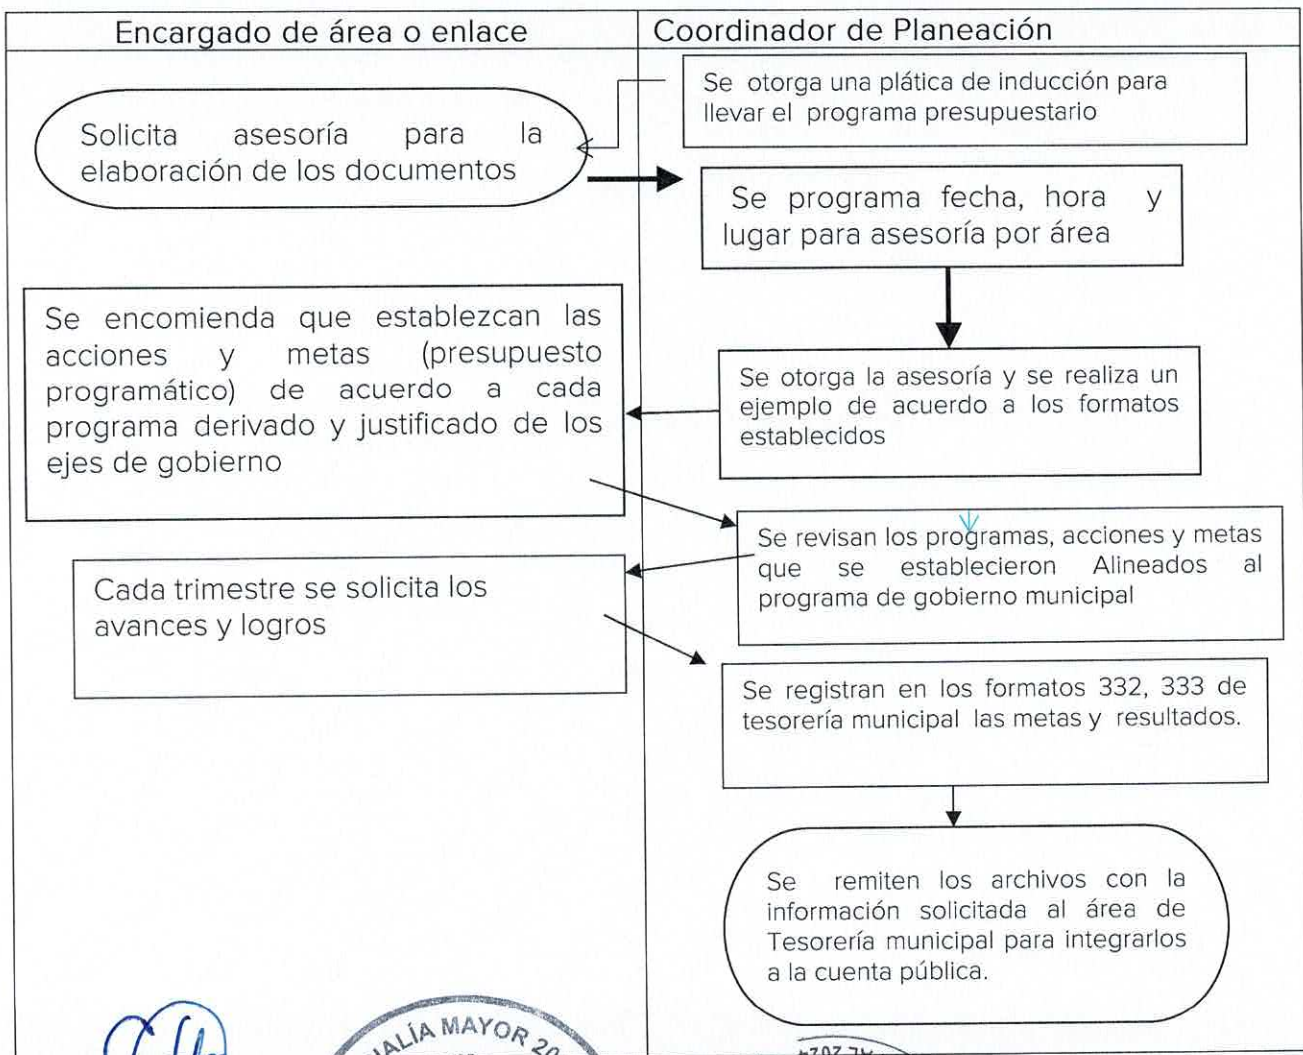 Encargado de área o enlace
Coordinador de Planeación
Se otorga una plática de inducción para
llevar el programa presupuestario
Solicita asesoría para la
elaboración de los documentos
Se programa fecha, hora y
lugar para asesoría por área
Se encomienda que establezcan las
acciones y metas (presupuesto
programático) de acuerdo a cada
programa derivado y justificado de los
ejes de gobierno
Se otorga la asesoría y se realiza un
ejemplo de acuerdo a los formatos
establecidos
Se revisan los programas, acciones y metas
que se establecieron Alineados al
programa de gobierno municipal
Cada trimestre se solicita los
avances y logros
Se registran en los formatos 332, 333 de
tesorería municipal las metas y resultados.
Se remiten los archivos con la
información solicitada al área de
Tesorería municipal para integrarlos
a la cuenta pública.
MAYOR